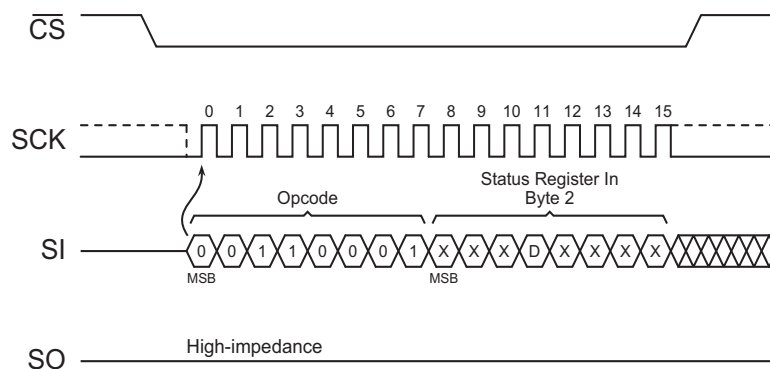 CS
0 1 2 3 4 5 6 7 8 9 10 11 12 13 14 15
SCK
Status Register In
Opcode Byte 2
SI 0 0 1 1 0 0 0 1 X X X D X X X X
MSB MSB
High-impedance
SO